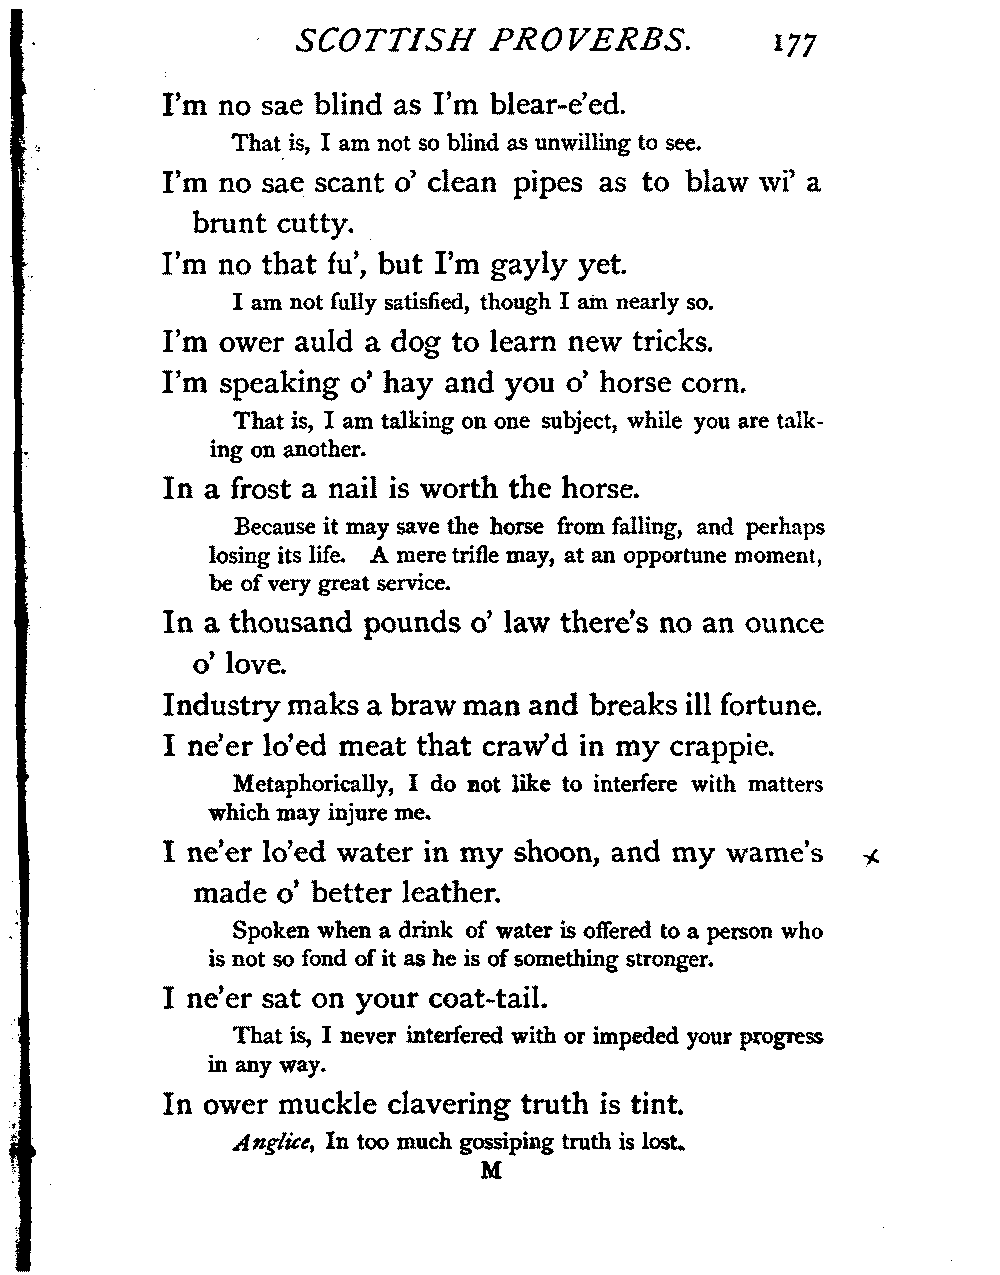 SCOTTISH PROVERBS. 177
I'm no sae blind as I'm blear-e'ed.
That is, I am not so blind as unwilling to see.
I'm no sae scant o' clean pipes as to blaw wi' a
brunt cutty.
I'm no that fu', but I'm gayly yet.
I am not fully satisfied, though I am nearly so.
I'm ower auld a dog to learn new tricks.
I'm speaking o' hay and you o' horse corn.
That is, I am talking on one subject, while you are talk-
ing on another.
In a frost a nail is worth the horse.
Because it may save the horse from falling, and perhaps
losing its life. A mere trifle may, at an opportune moment,
be of very great service.
In a thousand pounds o' law there's no an ounce
o' love.
Industry maks a braw man and breaks ill fortune.
I ne'er lo'ed meat that craw'd in my crappie.
Metaphorically, I do not like to interfere with matters
which may injure me.
I ne'er lo'ed water in my shoon, and my wame's
made o' better leather.
Spoken when a drink of water is offered to a person who
is not so fond of it as he is of something stronger.
I ne'er sat on your coat-tail.
That is, I never interfered with or impeded your progress
in any way.
In ower muckle clavering truth is tint.
Anglice, In too much gossiping truth is lost.
M